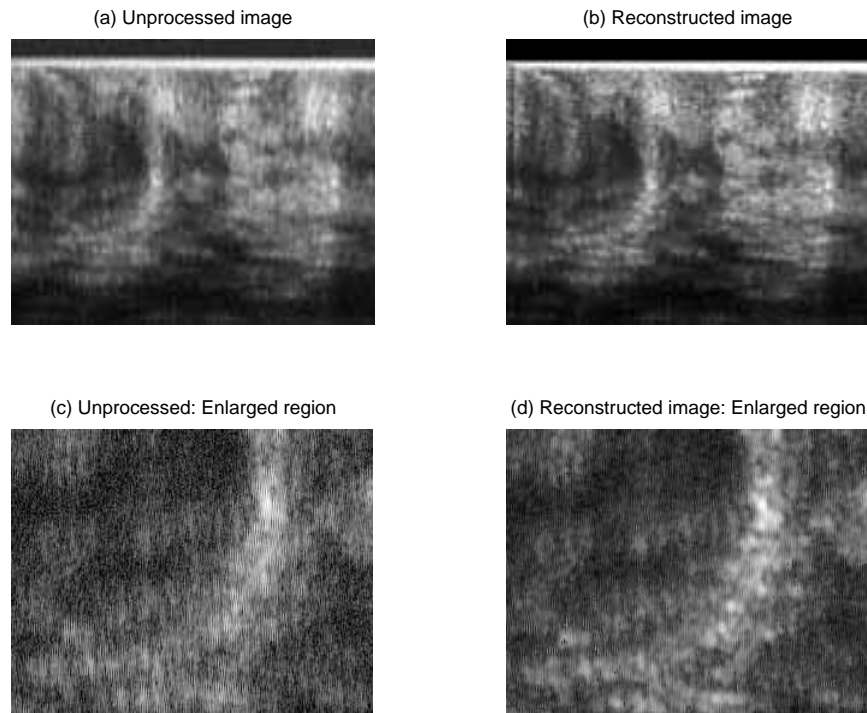 (a) Unprocessed image
(b) Reconstructed image
(c) Unprocessed: Enlarged region
(d) Reconstructed image: Enlarged region